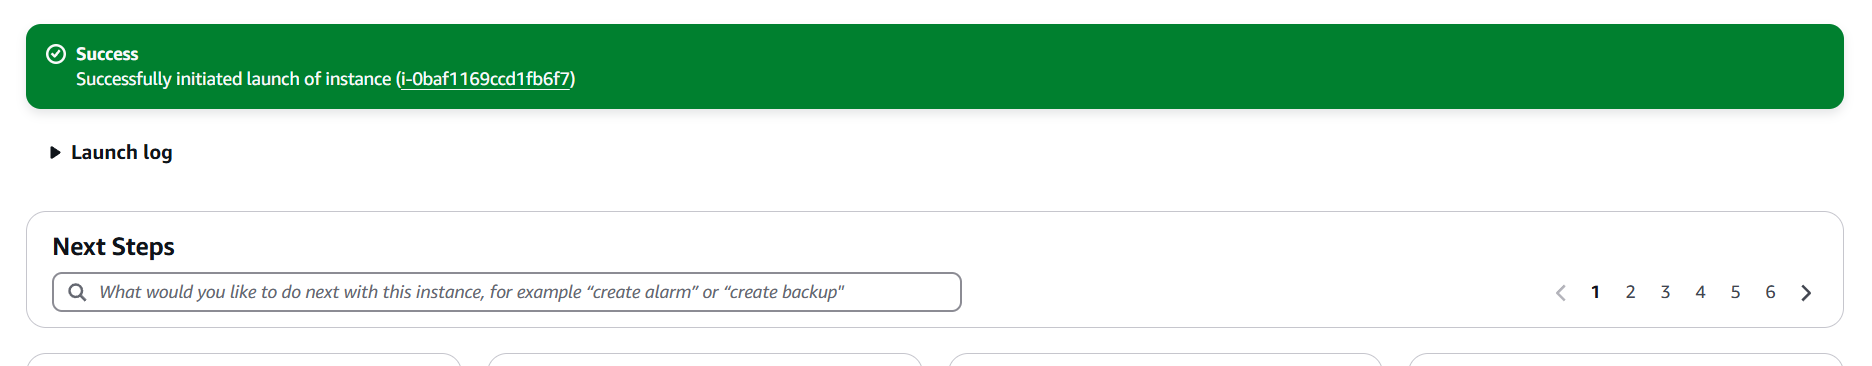 Success
Successfully initiated launch of instance (i-0baf1169ccd1fb6f7)
Launch log
Next Steps
What would you like to do next with this instance, for example “create alarm” or “create backup"
1 2 3 4 5 6